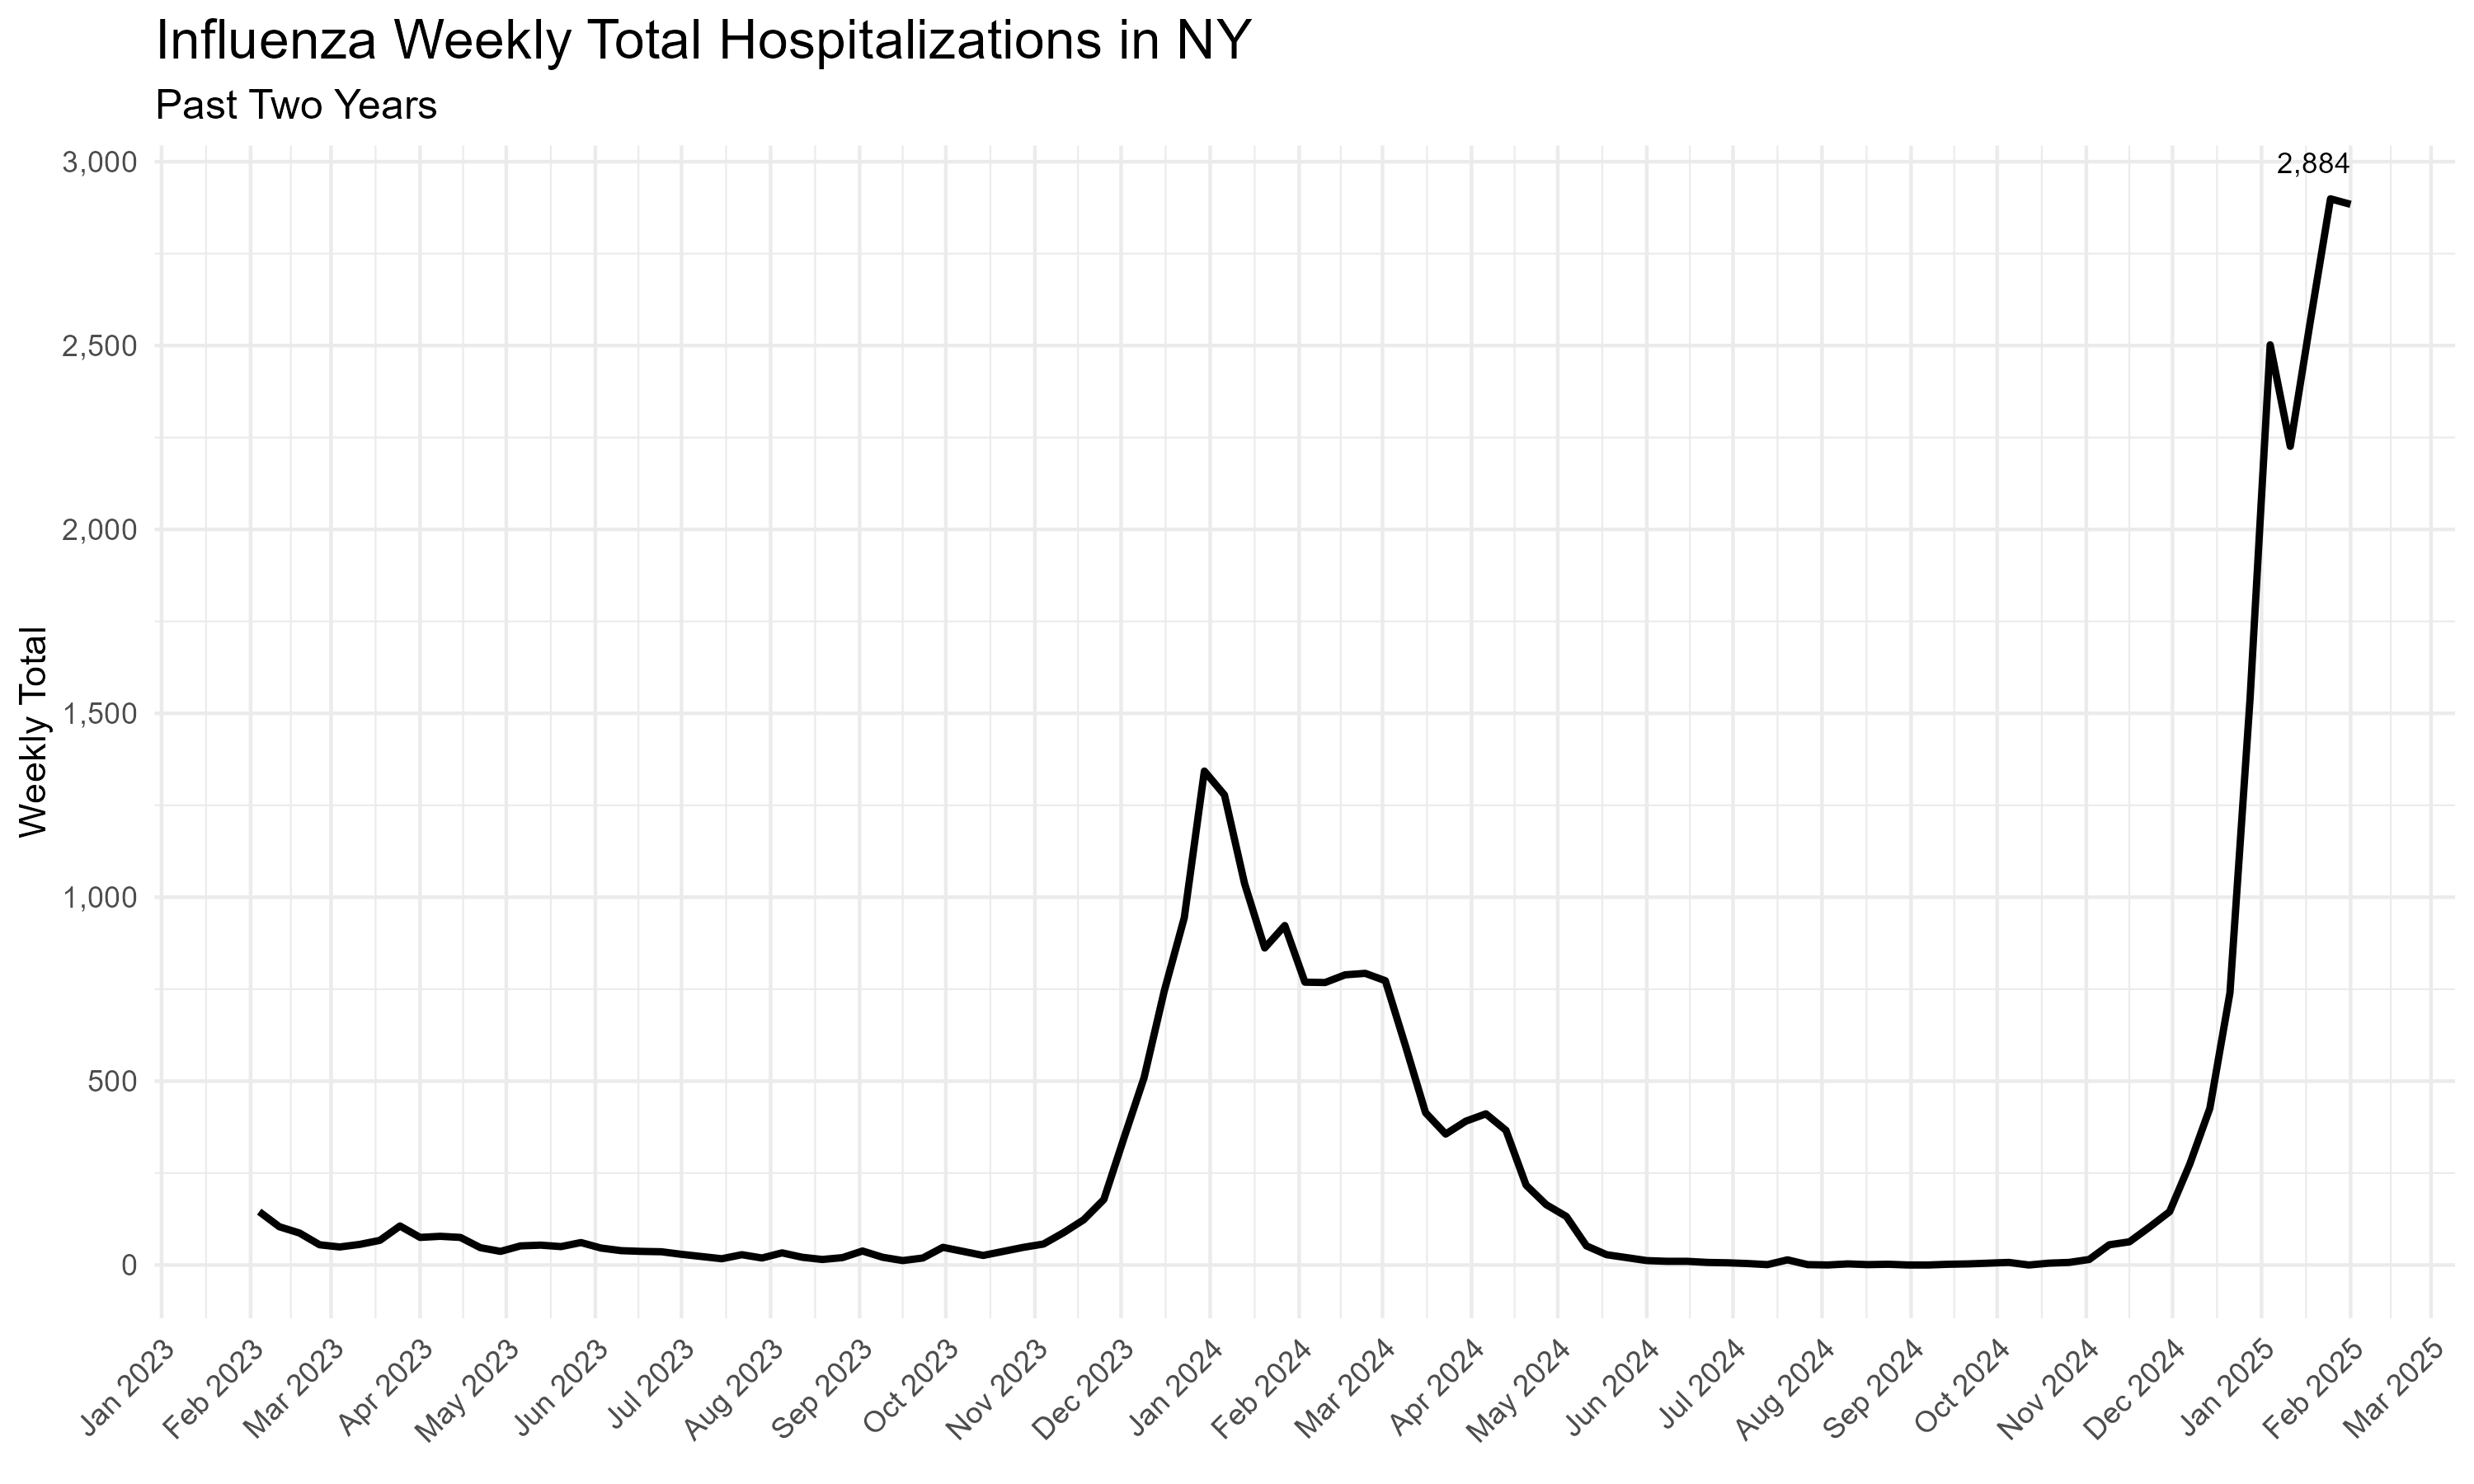 Influenza Weekly Total Hospitalizations in NY
Past Two Years
3,000
2,884
2,500
2,000
1,500
1,000
500
0
Weekly Total
Jan 2023
Feb 2023
Mar 2023
Apr 2023
May 2023
Jun 2023
Jul 2023
Aug 2023
Sep 2023
Oct 2023
Nov 2023
Dec 2023
Jan 2024
Feb 2024
Mar 2024
Apr 2024
May 2024
Jun 2024
Jul 2024
Aug 2024
Sep 2024
Oct 2024
Nov 2024
Dec 2024
Jan 2025
Feb 2025
Mar 2025